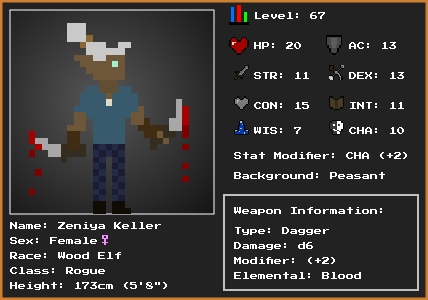 Level: 67
HP: 20 AC: 13
STR: 11 DEX: 13
CON: 15 INT: 11
WIS: 7 CHA: 10
Stat Modifier: CHA (+2)
Background: Peasant
Weapon Information:
Type: Dagger
Damage: d6
Modifier: (+2)
Elemental: Blood
Name: Zeniya Keller
Sex: Female♀
Race: Wood Elf
Class: Rogue
Height: 173cm (5'8")